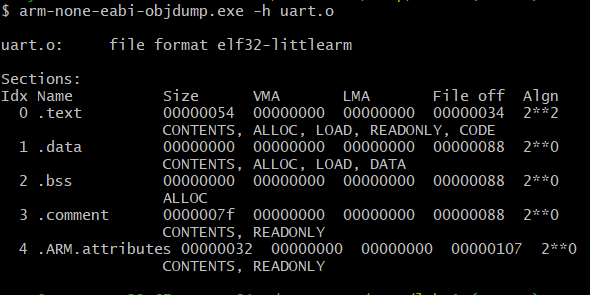 $ arm-none-eabi-objdump.exe -h uart.o
uart.o:     file format elf32-littlearm
Sections:
Idx Name          Size      VMA       LMA       File off  Algn
  0 .text         00000054  00000000  00000000  00000034  2**2
                  CONTENTS, ALLOC, LOAD, READONLY, CODE
  1 .data         00000000  00000000  00000000  00000088  2**0
                  CONTENTS, ALLOC, LOAD, DATA
  2 .bss          00000000  00000000  00000000  00000088  2**0
                  ALLOC
  3 .comment      0000007f  00000000  00000000  00000088  2**0
                  CONTENTS, READONLY
  4 .ARM.attributes 00000032  00000000  00000000  00000107  2**0
                  CONTENTS, READONLY